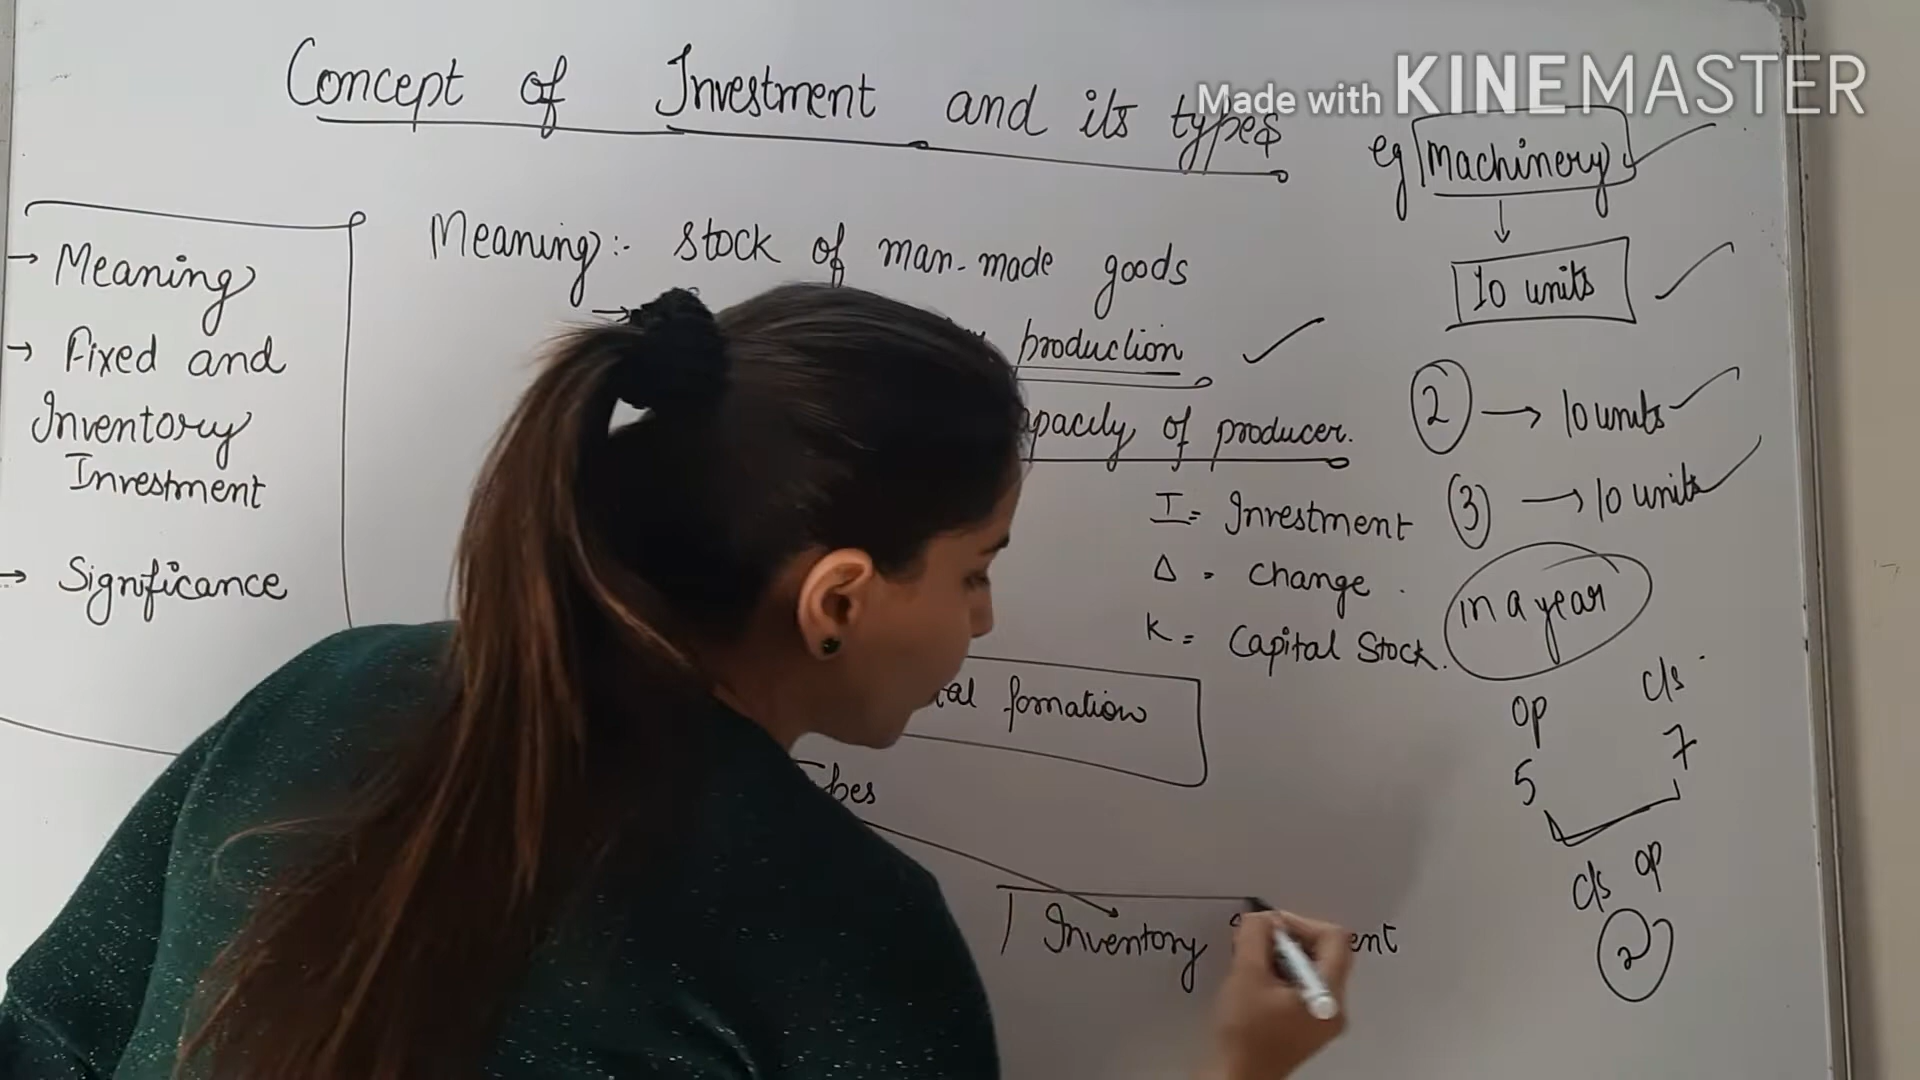 Concept of Investment and its types
Made with KINEMASTER
→ Meaning
→ Fixed and
Inventory
Investment
→ Significance
Meaning:- Stock of man-made goods
→
production
of producer.
I = Investment
Δ = Change
K = Capital Stock.
formation
Inventory
eg Machinery
↓
10 units
2 → 10 units
3 → 10 units
in a year
op c/s
5 7
c/s op
2